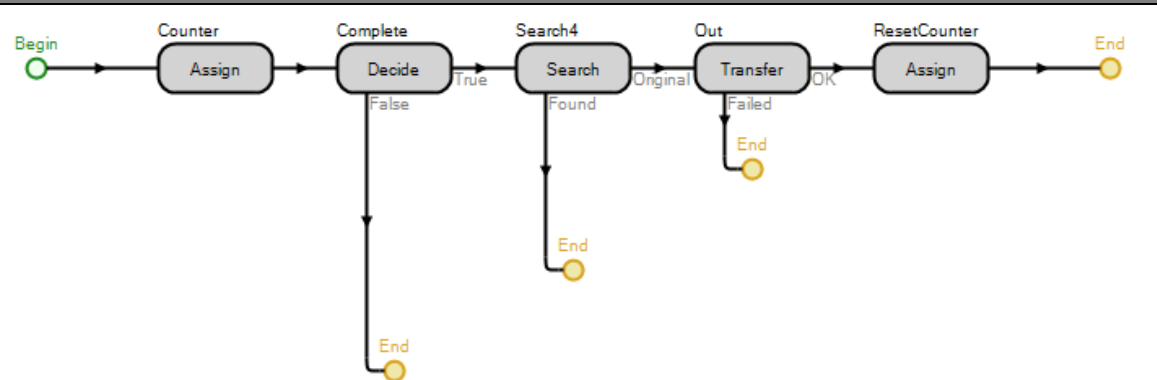 Begin
Counter
Assign
Complete
Decide
True
False
Search4
Search
Original
Found
Out
Transfer
OK
Failed
End
ResetCounter
Assign
End
End
End